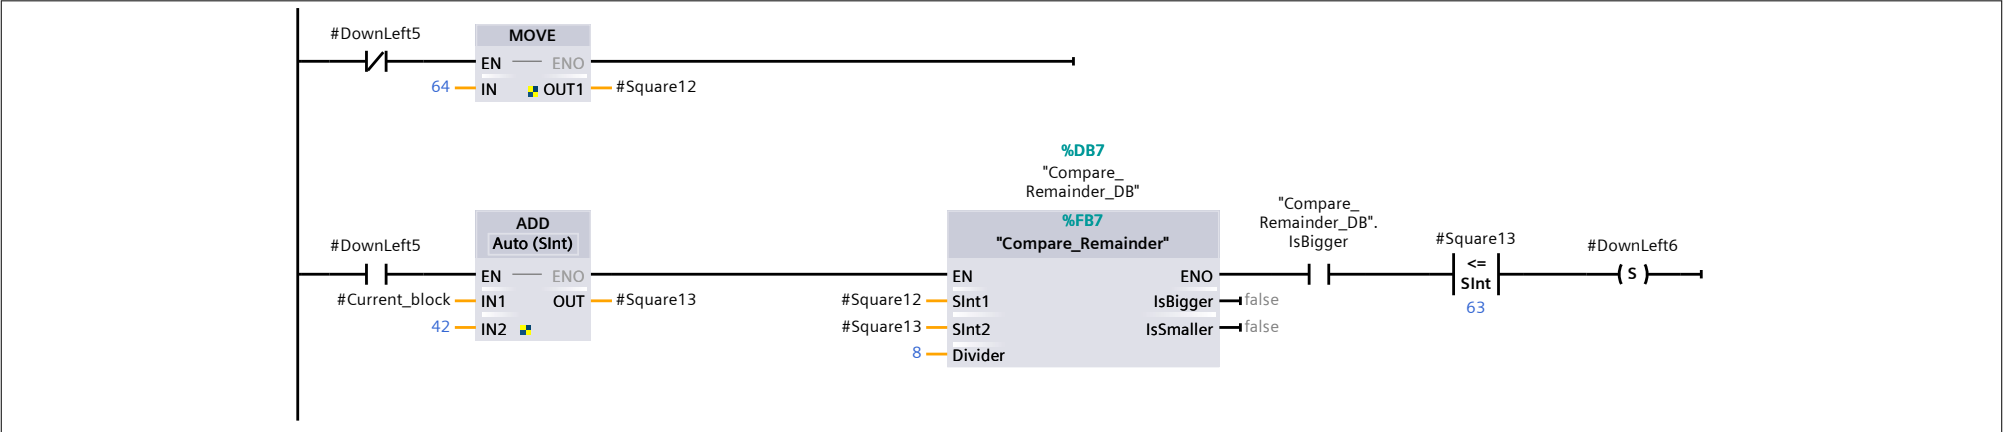 #DownLeft5
MOVE
EN ENO
64 IN OUT1 #Square12
%DB7
"Compare_
Remainder_DB"
#DownLeft5
ADD
Auto (SInt)
EN ENO
#Current_block IN1 OUT #Square13
42 IN2
%FB7
"Compare_Remainder"
EN ENO
#Square12 SInt1 IsBigger false
#Square13 SInt2 IsSmaller false
8 Divider
"Compare_
Remainder_DB".
IsBigger
#Square13
<=
SInt
63
#DownLeft6
S